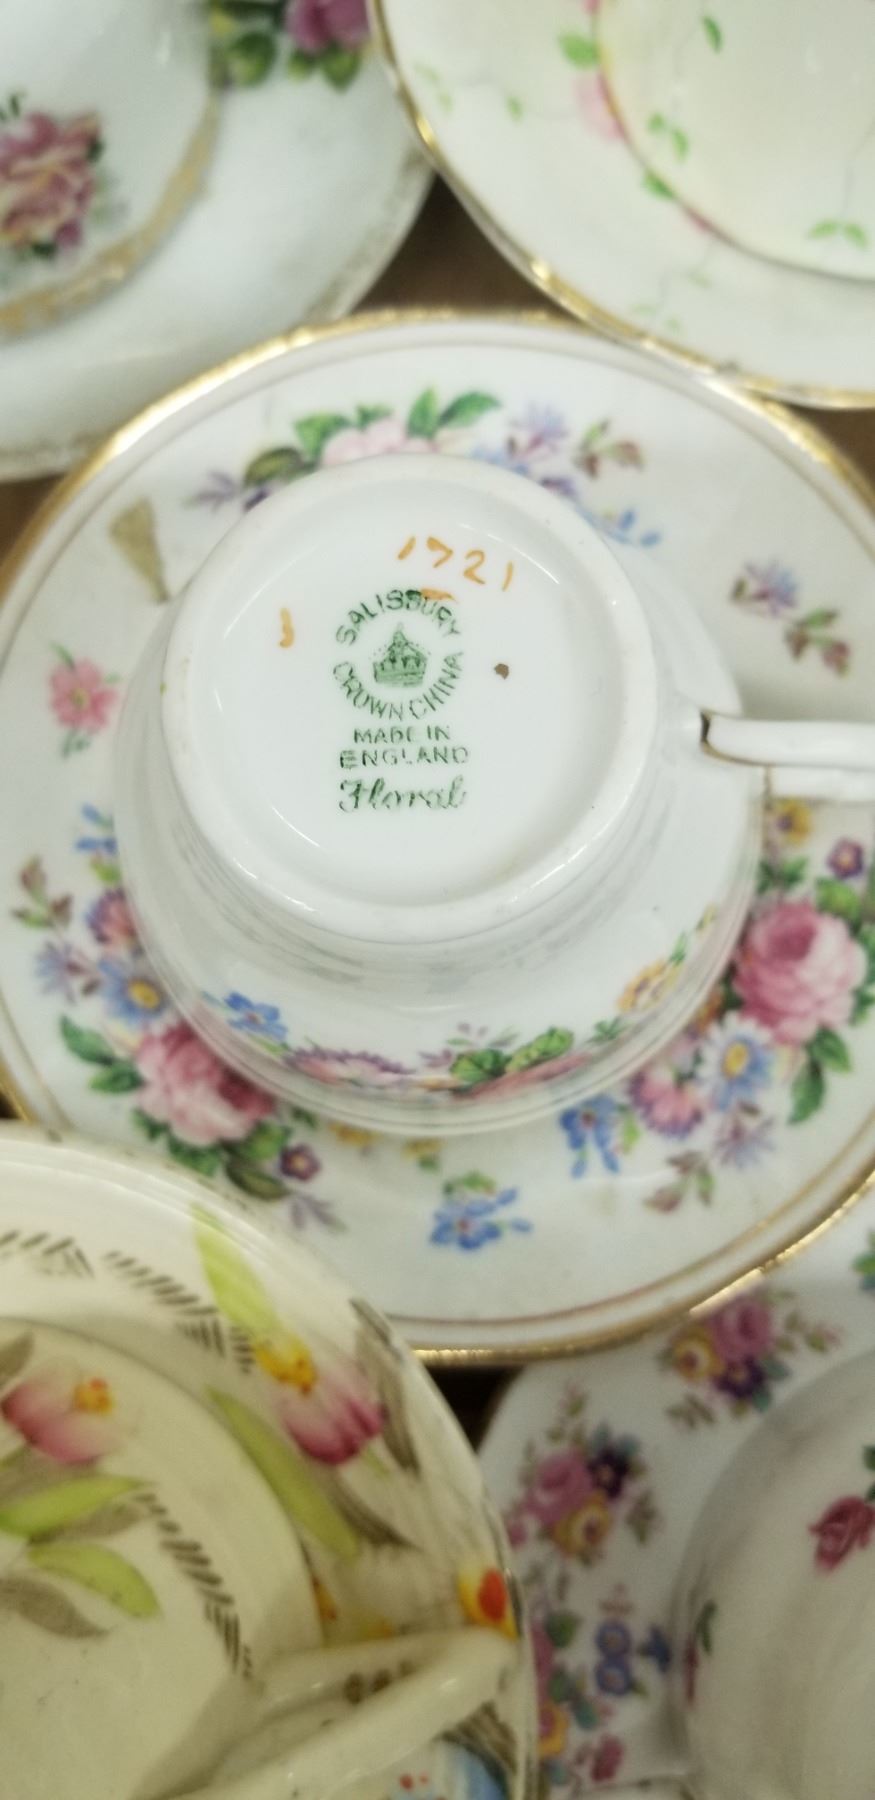 1721
SALISBURY
CROWN CHINA
MADE IN
ENGLAND
Floral